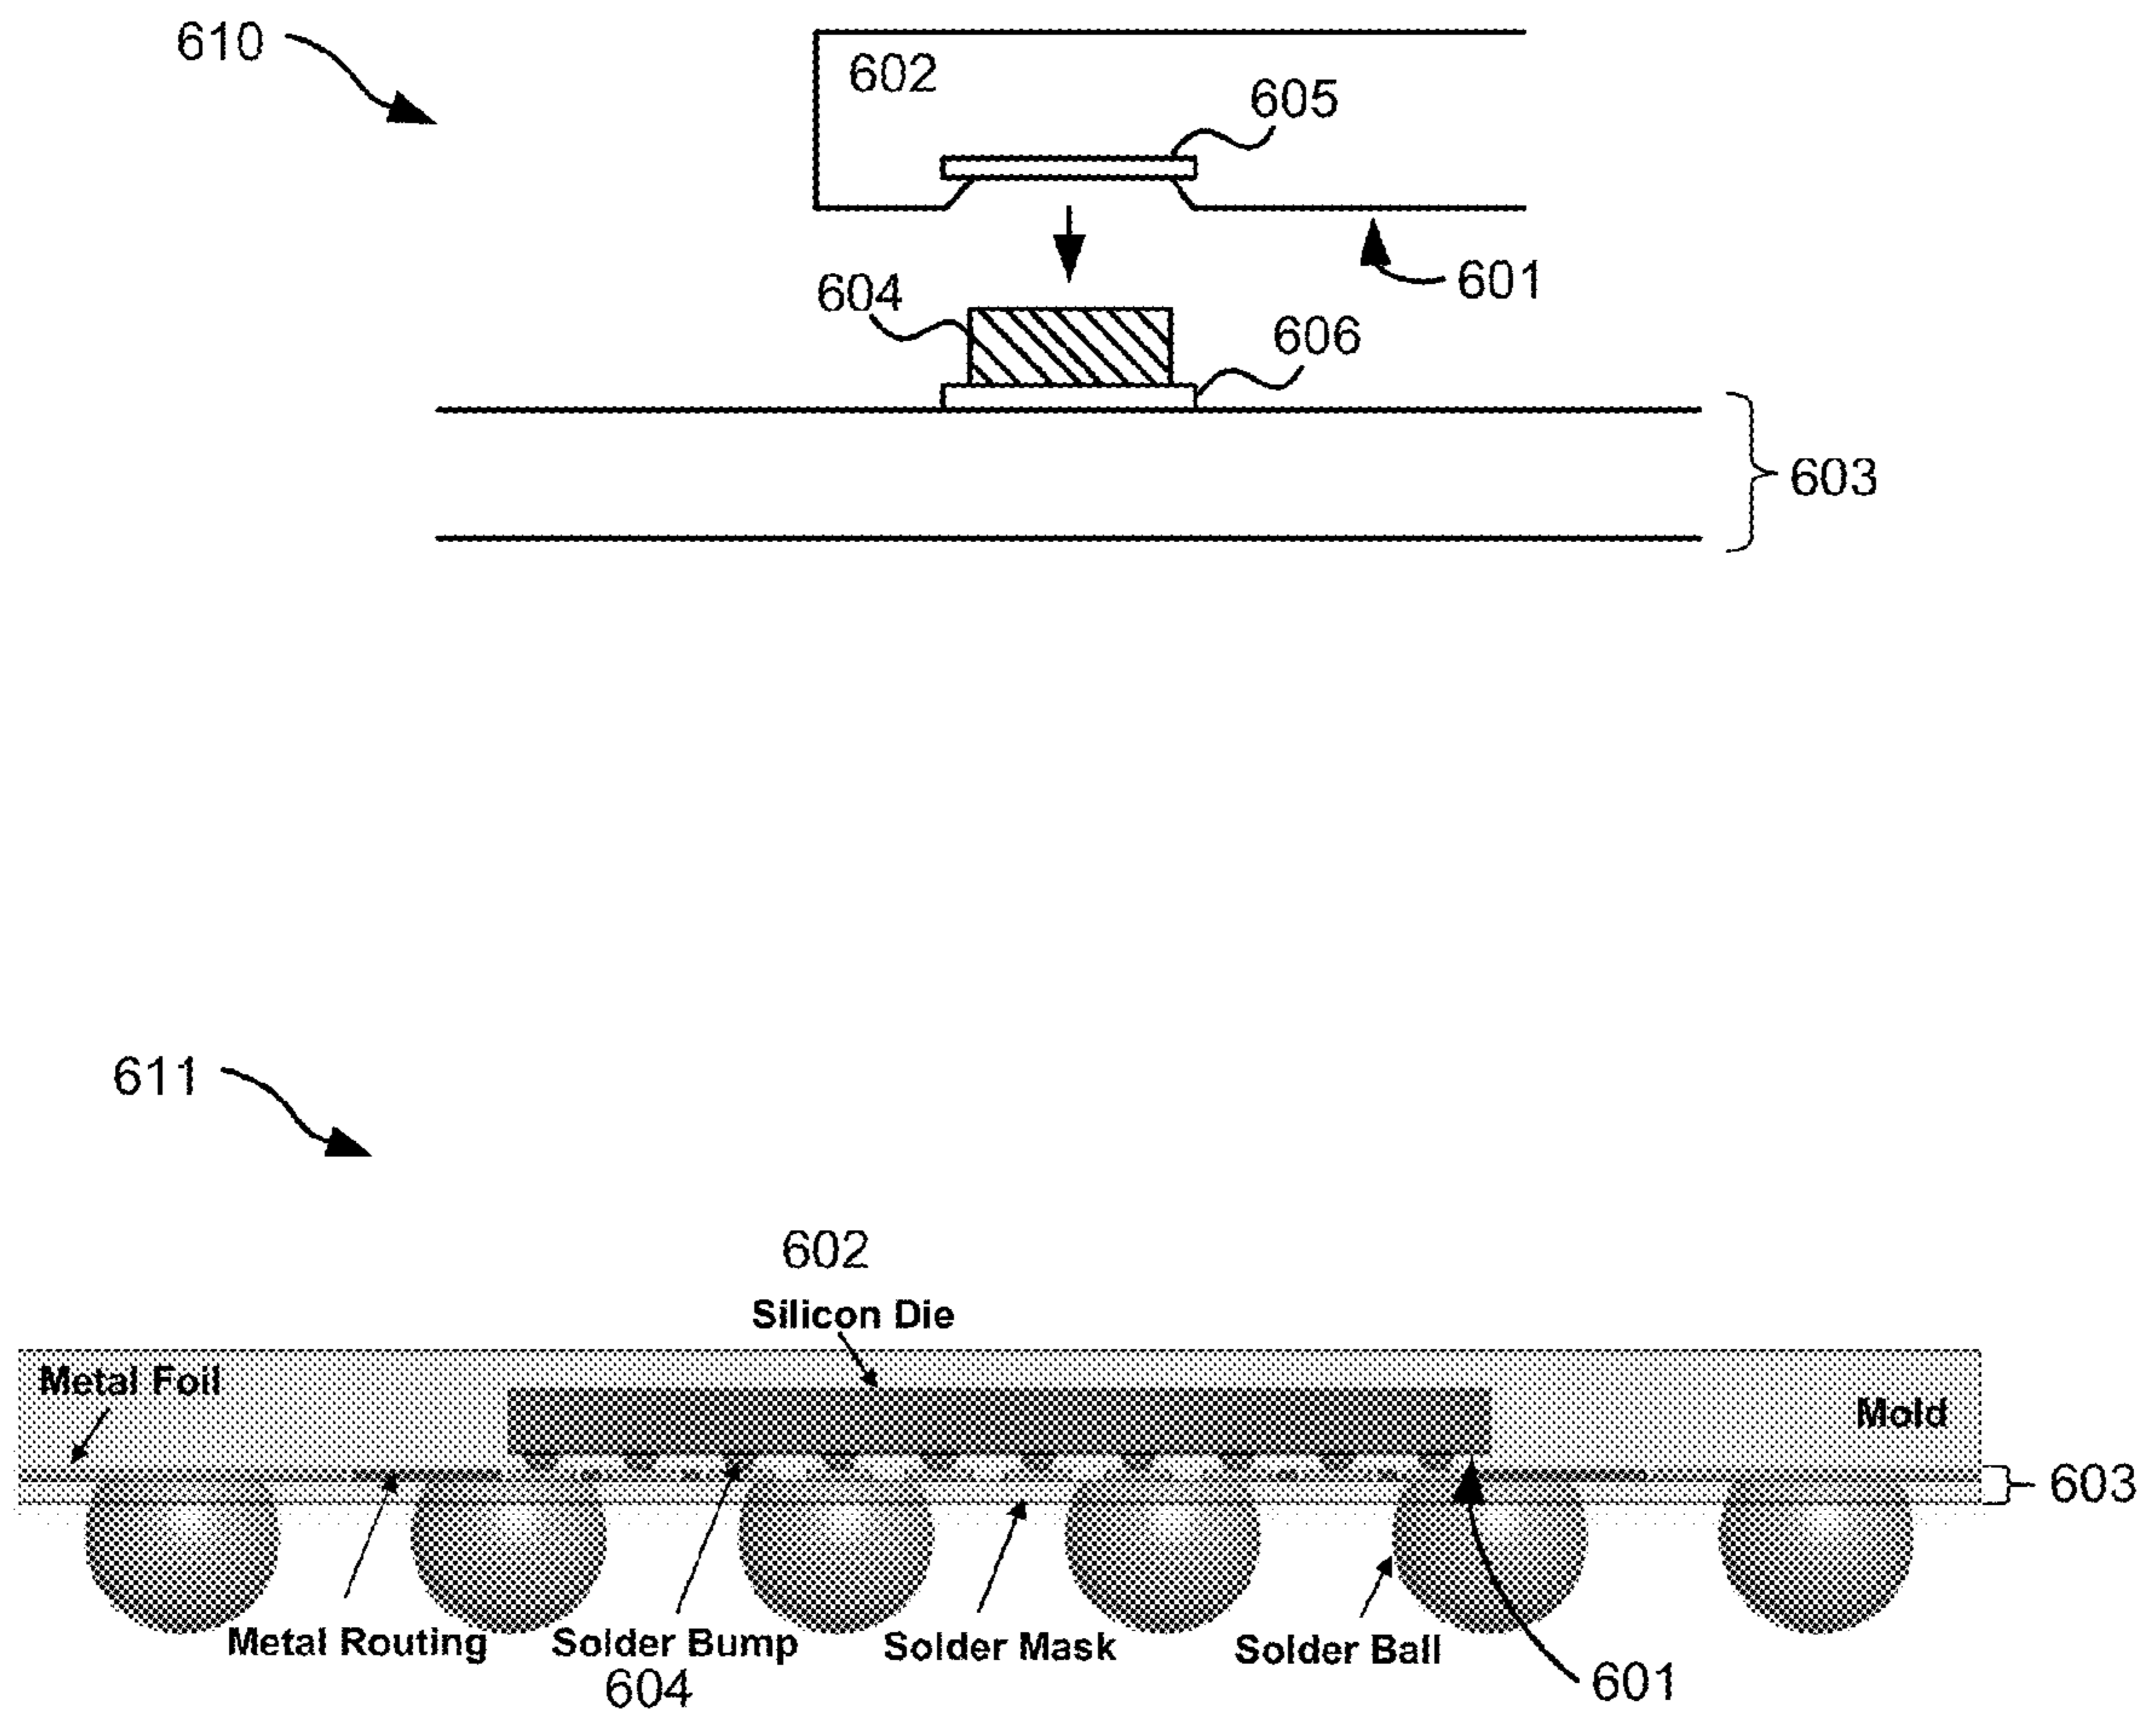 610
602
605
601
604
606
603
611
602
Silicon Die
Metal Foil
Mold
603
Metal Routing
Solder Bump
604
Solder Mask
Solder Ball
601